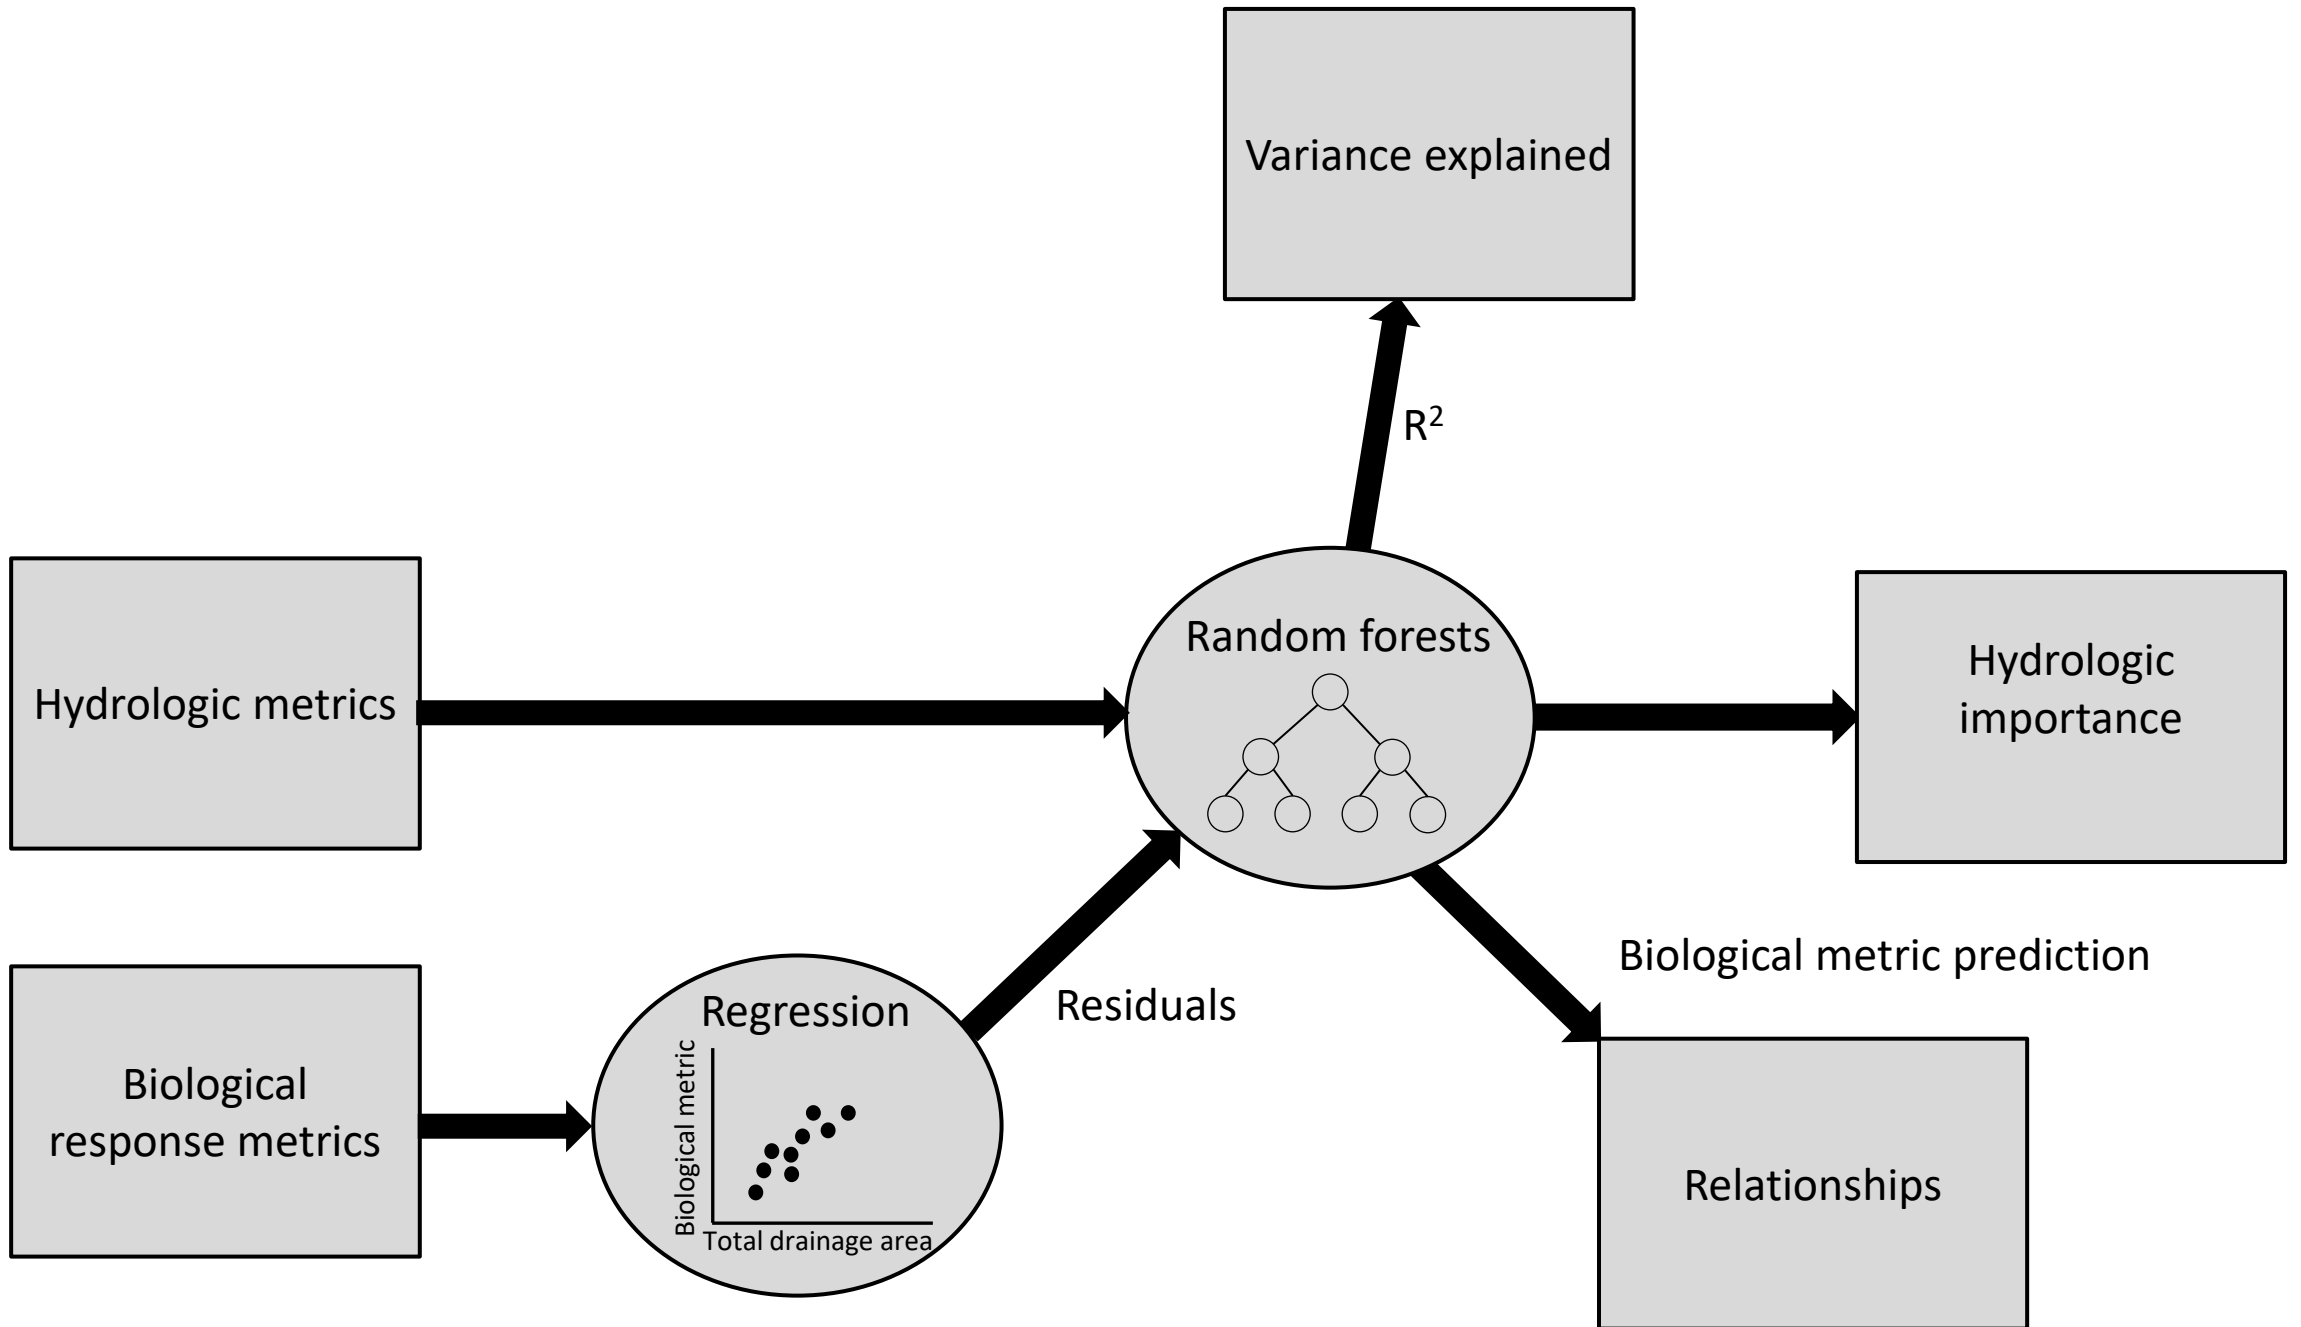 Variance explained
R²
Hydrologic metrics
Random forests
Hydrologic
importance
Biological metric prediction
Residuals
Biological
response metrics
Regression
Biological metric
Total drainage area
Relationships